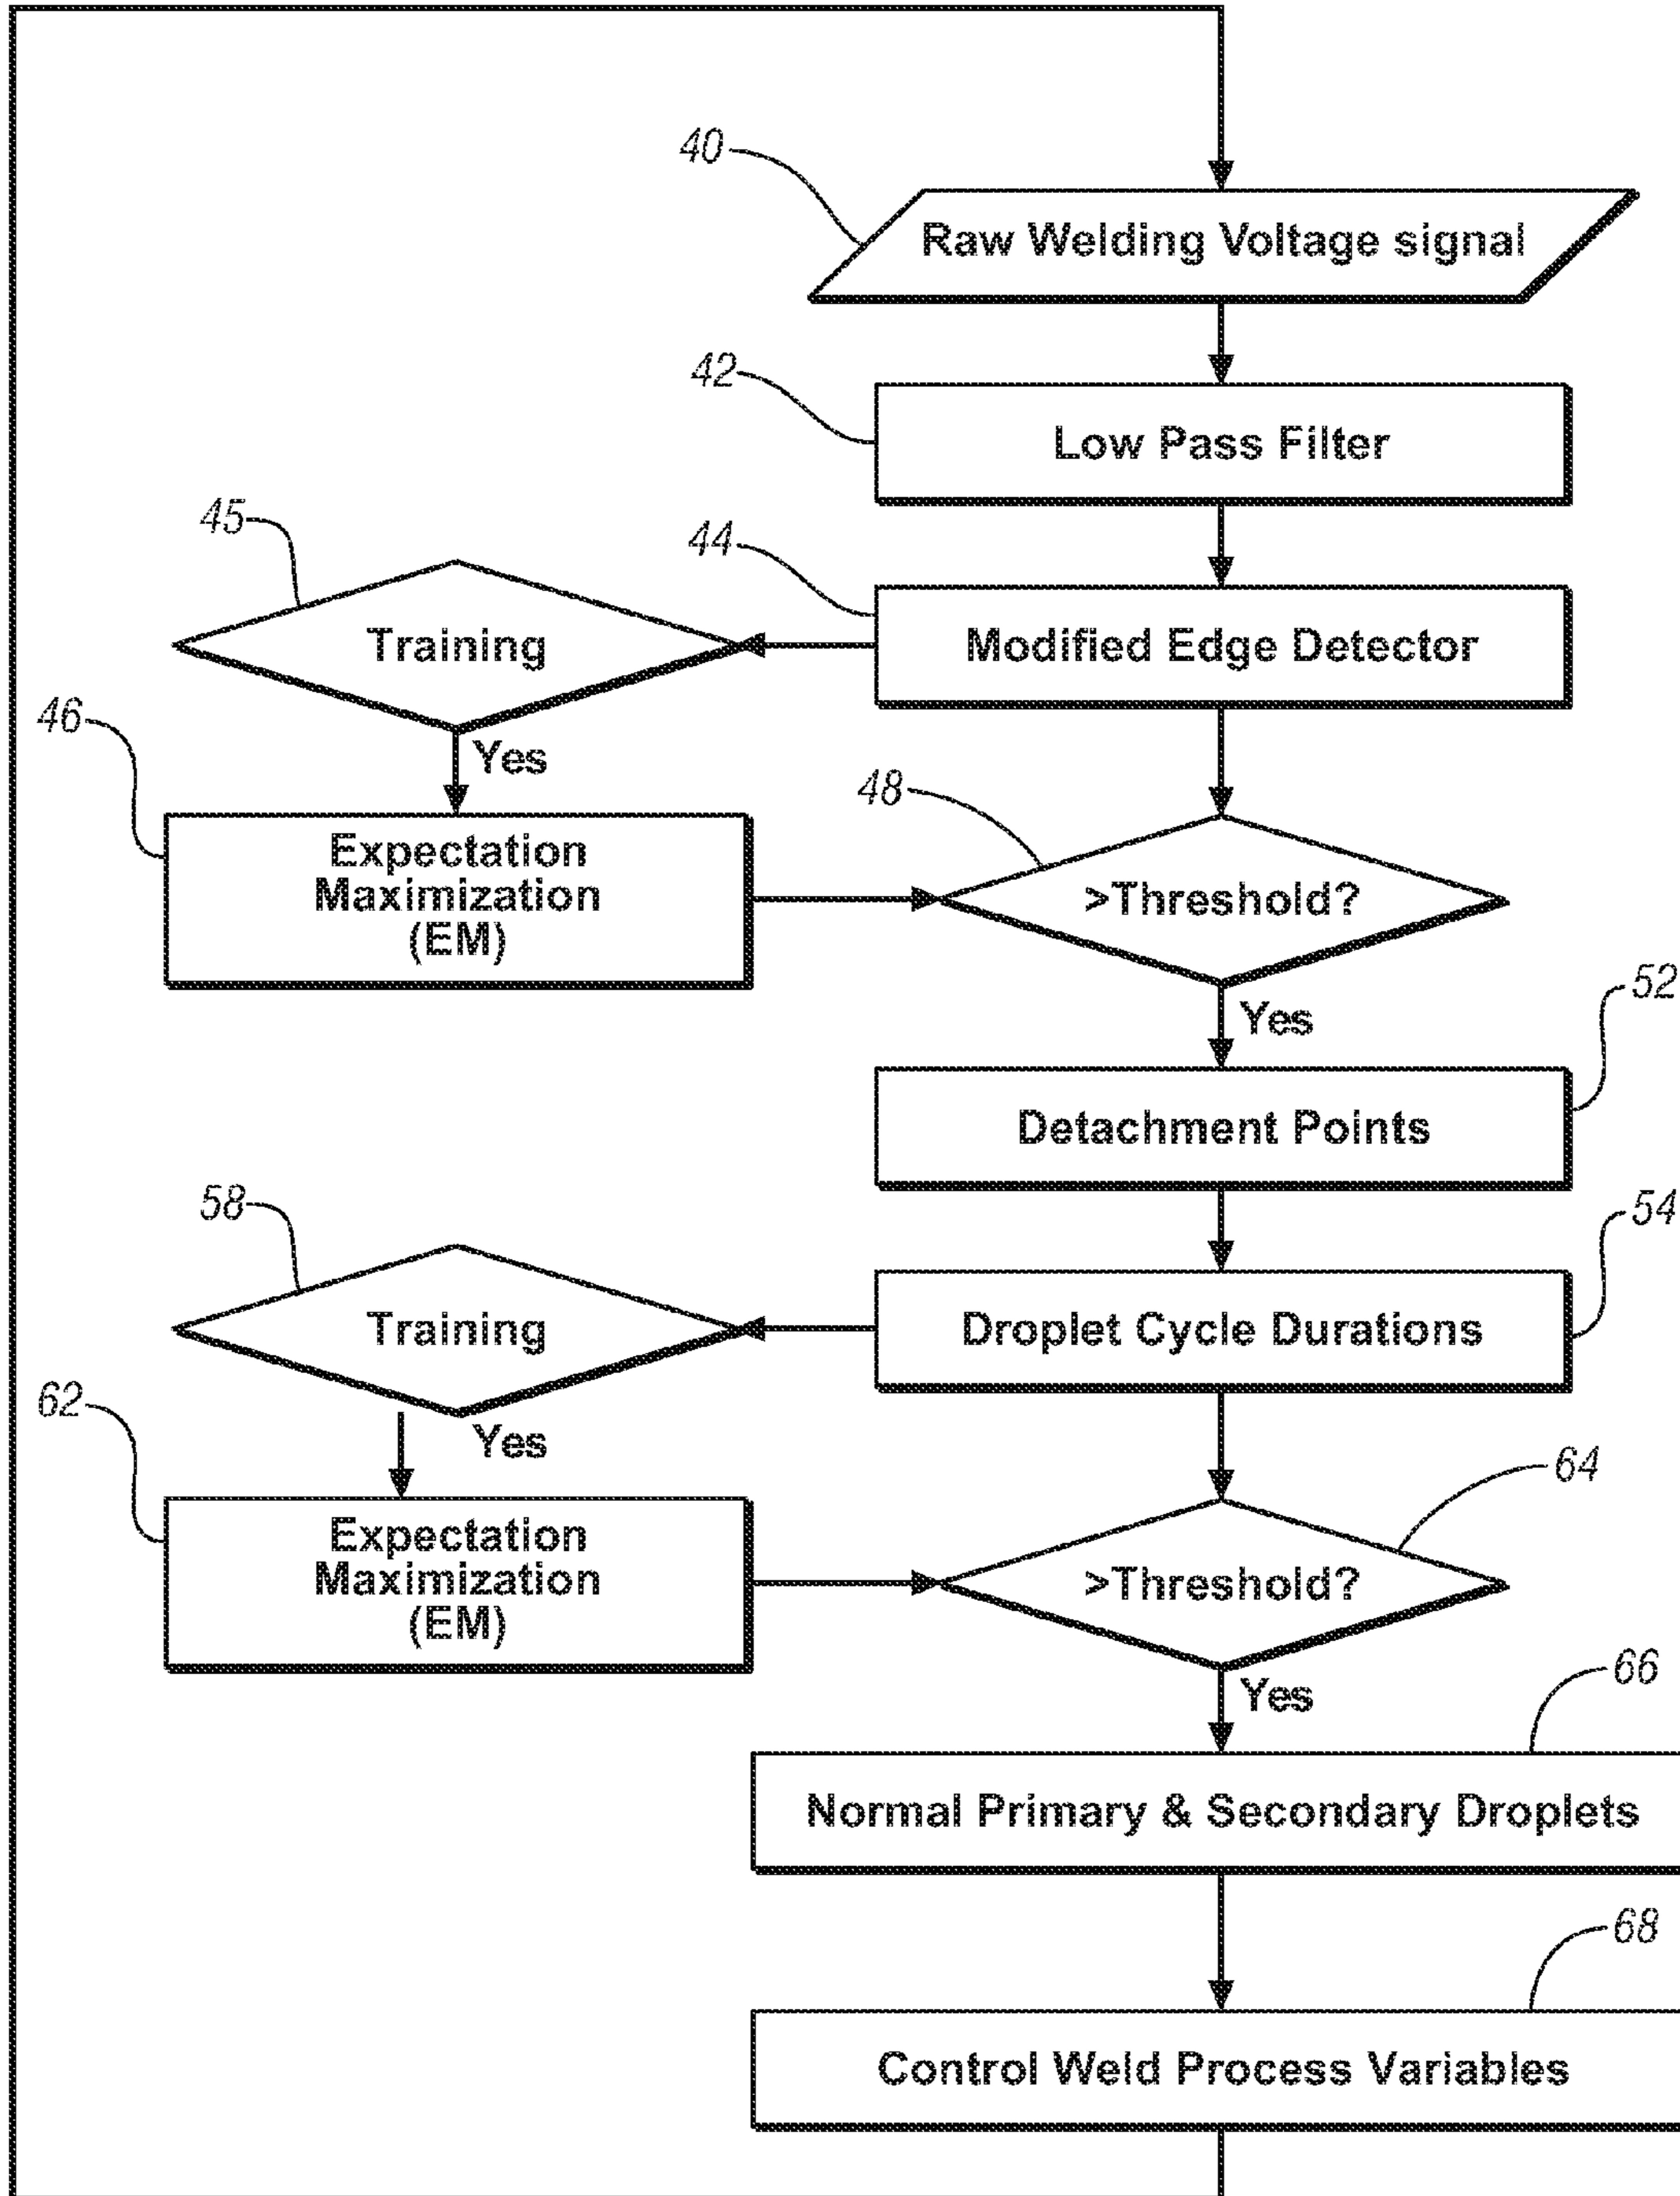 40
Raw Welding Voltage signal
42
Low Pass Filter
45
44
Training
Modified Edge Detector
46
Yes
48
Expectation
Maximization
(EM)
>Threshold?
52
Yes
Detachment Points
58
54
Training
Droplet Cycle Durations
62
Yes
64
Expectation
Maximization
(EM)
>Threshold?
66
Yes
Normal Primary & Secondary Droplets
68
Control Weld Process Variables